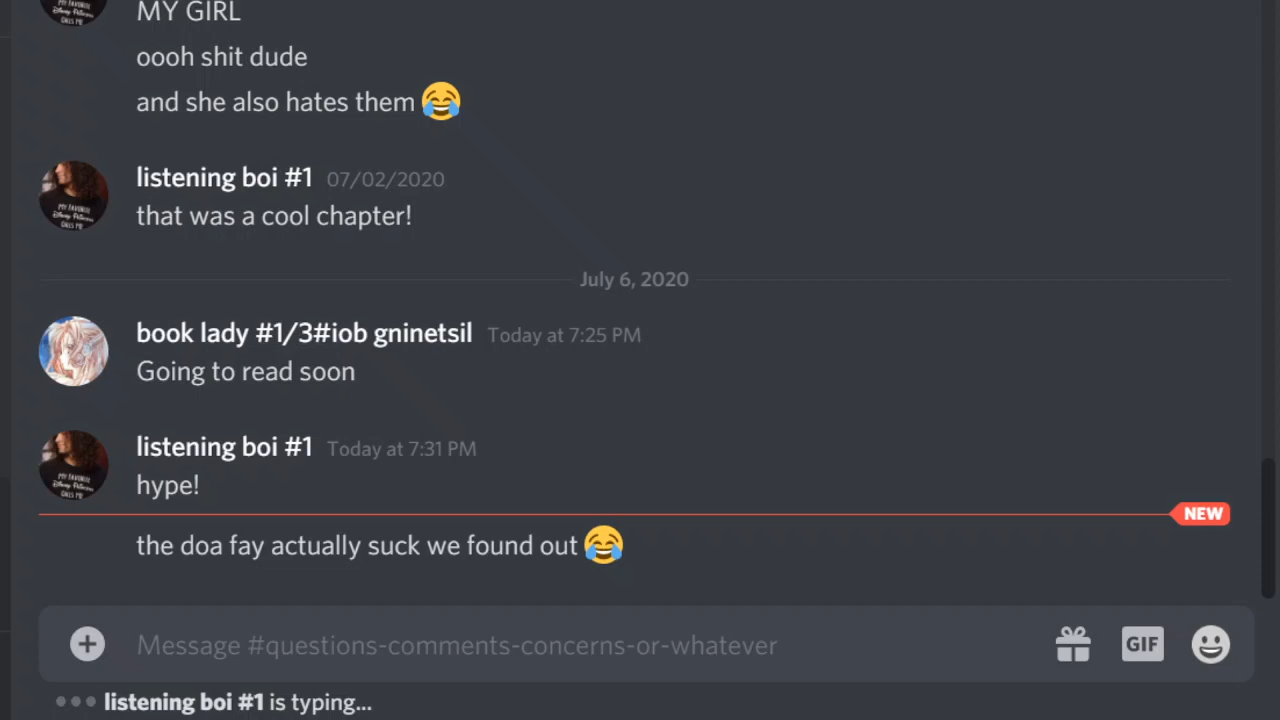 MY GIRL
oooh shit dude
and she also hates them 😂
listening boi #1 07/02/2020
that was a cool chapter!
July 6, 2020
book lady #1/3#iob gninetsil Today at 7:25 PM
Going to read soon
listening boi #1 Today at 7:31 PM
hype!
NEW
the doa fay actually suck we found out 😂
Message #questions-comments-concerns-or-whatever
GIF
listening boi #1 is typing...